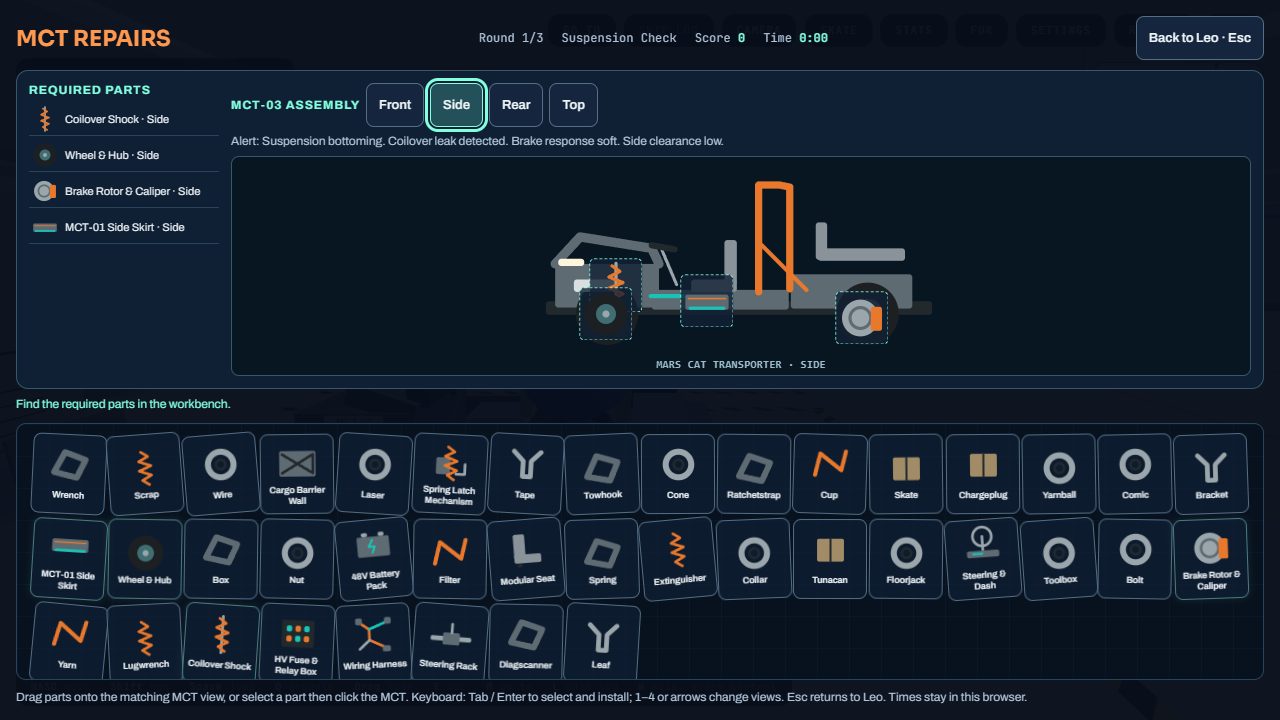 MCT REPAIRS
Round 1/3 Suspension Check Score 0 Time 0:00
Back to Leo · Esc
REQUIRED PARTS
Coilover Shock · Side
Wheel & Hub · Side
Brake Rotor & Caliper · Side
MCT-01 Side Skirt · Side
MCT-03 ASSEMBLY
Front
Side
Rear
Top
Alert: Suspension bottoming. Coilover leak detected. Brake response soft. Side clearance low.
MARS CAT TRANSPORTER · SIDE
Find the required parts in the workbench.
Wrench
Scrap
Wire
Cargo Barrier
Wall
Laser
Spring Latch
Mechanism
Tape
Towhook
Cone
Ratchetstrap
Cup
Skate
Chargeplug
Yarnball
Comic
Bracket
MCT-01 Side
Skirt
Wheel & Hub
Box
Nut
48V Battery
Pack
Filter
Modular Seat
Spring
Extinguisher
Collar
Tunacan
Floorjack
Steering &
Dash
Toolbox
Bolt
Brake Rotor &
Caliper
Yarn
Lugwrench
Coilover Shock
HV Fuse &
Relay Box
Wiring Harness
Steering Rack
Diagscanner
Leaf
Drag parts onto the matching MCT view, or select a part then click the MCT. Keyboard: Tab / Enter to select and install; 1–4 or arrows change views. Esc returns to Leo. Times stay in this browser.